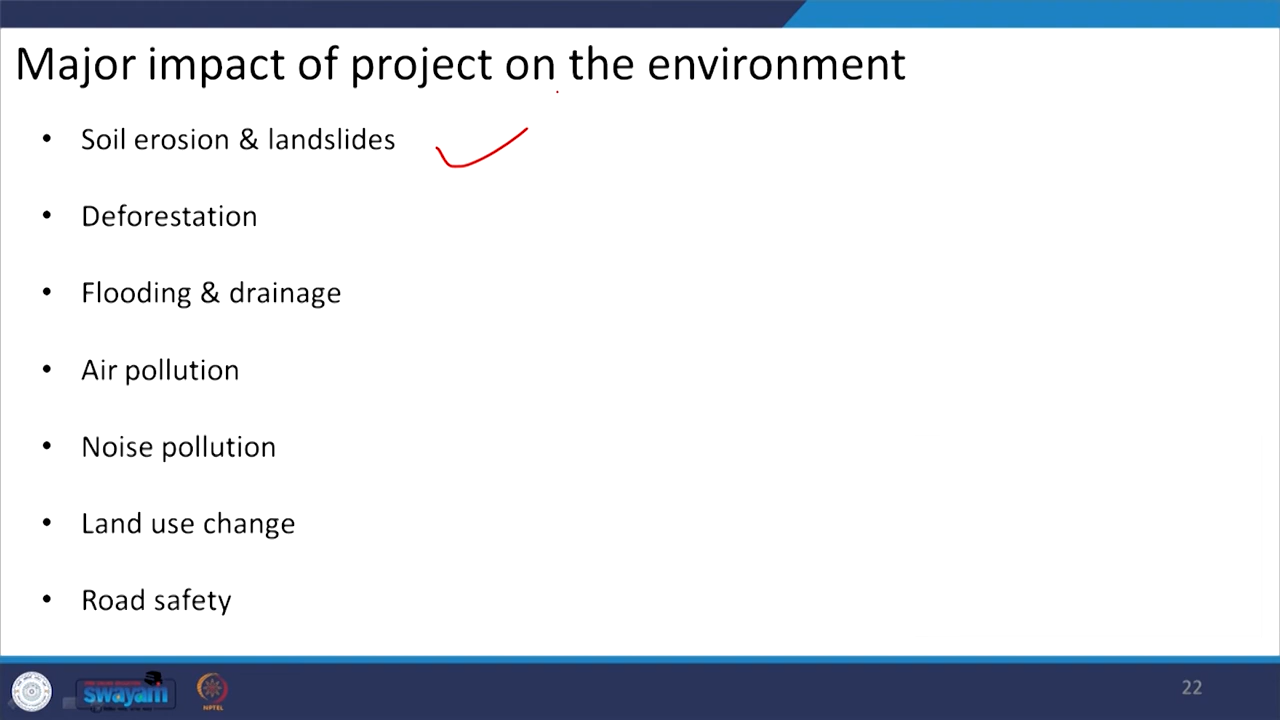 Major impact of project on the environment
• Soil erosion & landslides
• Deforestation
• Flooding & drainage
• Air pollution
• Noise pollution
• Land use change
• Road safety
swayam
NPTEL
22